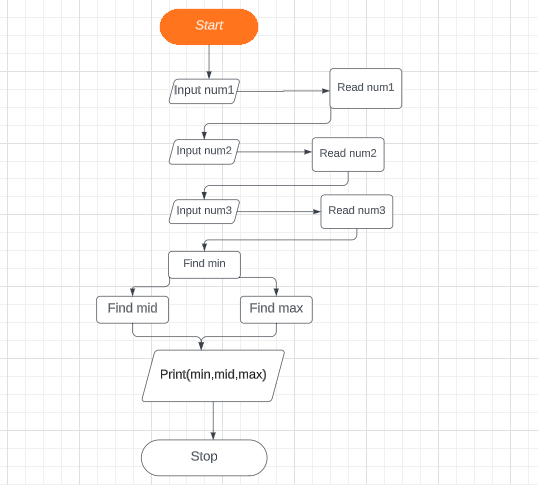 Start
Input num1
Read num1
Input num2
Read num2
Input num3
Read num3
Find min
Find mid
Find max
Print(min,mid,max)
Stop